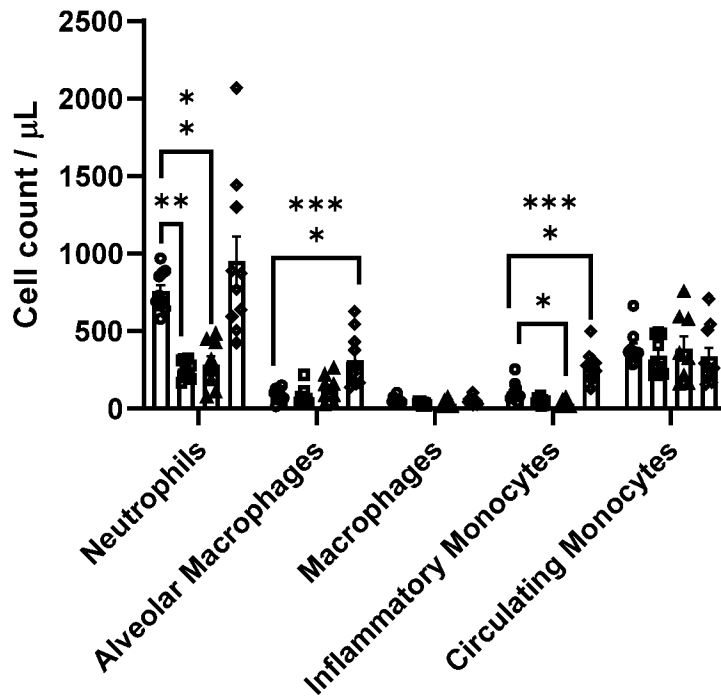 Cell count / μL
2500
2000
1500
1000
500
0
*
*
**
***
*
***
*
*
Neutrophils
Alveolar Macrophages
Macrophages
Inflammatory Monocytes
Circulating Monocytes